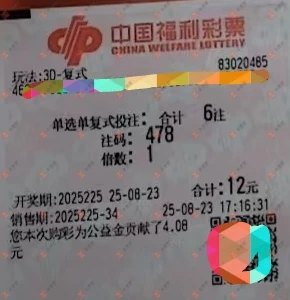 中国福利彩票
CHINA WELFARE LOTTERY
83020485
玩法:3D-复式
单选单复式投注: 合计 6注
注码: 478
倍数: 1
开奖期:2025225 25-08-23 合计:12元
销售期:2025225-34 25-08-23 17:16:31
您本次购彩为公益金贡献了4.08
元